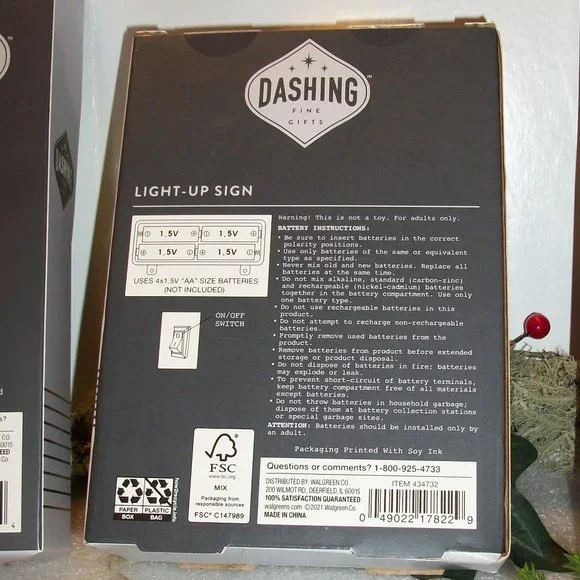 DASHING
™
FINE
GIFTS
LIGHT-UP SIGN
1.5V
1.5V
1.5V
1.5V
USES 4x1.5V "AA" SIZE BATTERIES
(NOT INCLUDED)
ON/OFF
SWITCH
Warning! This is not a toy. For adults only.
BATTERY INSTRUCTIONS:
• Be sure to insert batteries in the correct
polarity positions.
• Use only batteries of the same or equivalent
type as specified.
• Never mix old and new batteries. Replace all
batteries at the same time.
• Do not mix alkaline, standard (carbon-zinc)
and rechargeable (nickel-cadmium) batteries
together in the battery compartment. Use only
one battery type.
• Do not use rechargeable batteries in this
product.
• Do not attempt to recharge non-rechargeable
batteries.
• Promptly remove used batteries from the
product.
• Remove batteries from product before extended
storage or product disposal.
• Do not dispose of batteries in fire; batteries
may explode or leak.
• To prevent short-circuit of battery terminals,
keep battery compartment free of all materials
except batteries.
• Do not throw batteries in household garbage;
dispose of them at battery collection stations
or special garbage sites.
ATTENTION: Batteries should be installed only by
an adult.
Packaging Printed With Soy Ink
FSC
www.fsc.org
MIX
Packaging from
responsible sources
FSC® C147989
PAPER
BOX
PLASTIC
BAG
how2recycle.info
Questions or comments? 1-800-925-4733
DISTRIBUTED BY: WALGREEN CO.
200 WILMOT RD., DEERFIELD, IL 60015
100% SATISFACTION GUARANTEED
walgreens.com ©2021 Walgreen Co.
MADE IN CHINA
ITEM 434732
0 49022 17822 9
s?
CO.
60015
EED
Co.
4